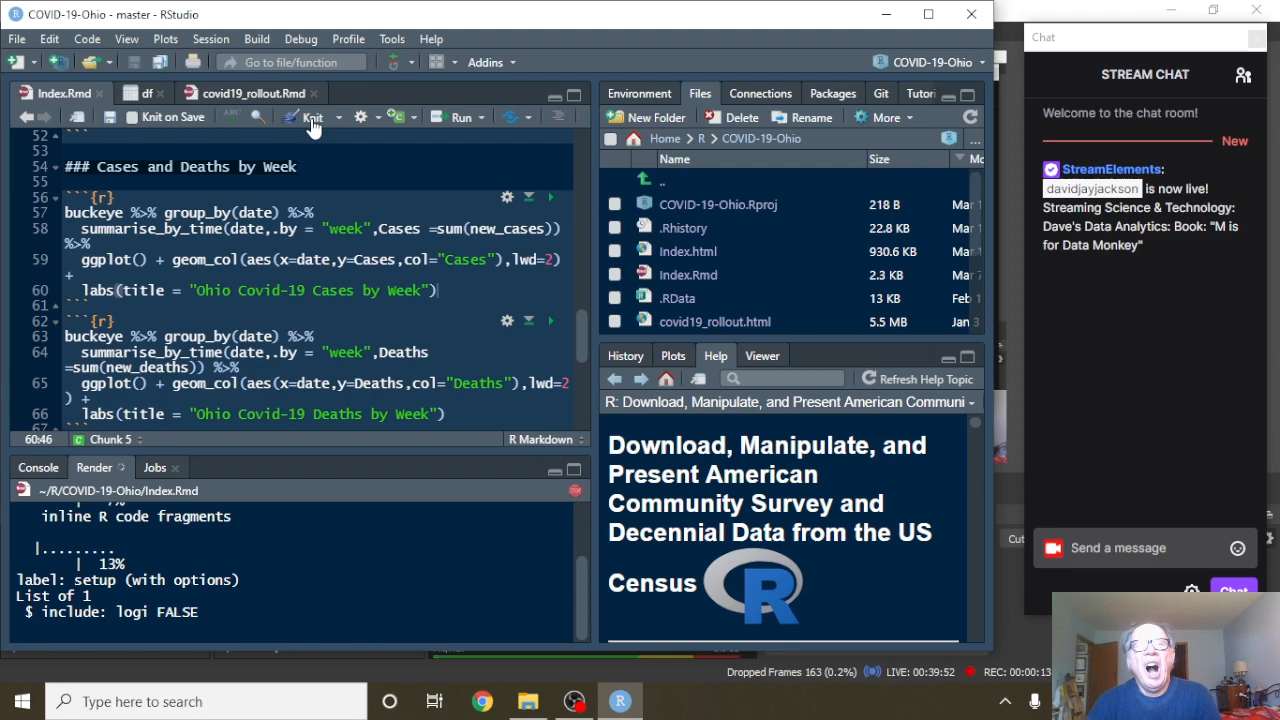 COVID-19-Ohio - master - RStudio
File Edit Code View Plots Session Build Debug Profile Tools Help
Go to file/function Addins COVID-19-Ohio
Index.Rmd df covid19_rollout.Rmd
Knit on Save ABC Knit Run
52 ```
53
54 ### Cases and Deaths by Week
55
56 ```{r}
57 buckeye %>% group_by(date) %>%
58 summarise_by_time(date,.by = "week",Cases =sum(new_cases))
%>%
59 ggplot() + geom_col(aes(x=date,y=Cases,col="Cases"),lwd=2)
+
60 labs(title = "Ohio Covid-19 Cases by Week")
61 ```
62 ```{r}
63 buckeye %>% group_by(date) %>%
64 summarise_by_time(date,.by = "week",Deaths
=sum(new_deaths)) %>%
65 ggplot() + geom_col(aes(x=date,y=Deaths,col="Deaths"),lwd=2
) +
66 labs(title = "Ohio Covid-19 Deaths by Week")
67 ```
60:46 Chunk 5 R Markdown
Console Render Jobs
~/R/COVID-19-Ohio/Index.Rmd
inline R code fragments
|.........
| 13%
label: setup (with options)
List of 1
$ include: logi FALSE
Environment Files Connections Packages Git Tutori
New Folder Delete Rename More
Home R COVID-19-Ohio
Name Size Mc
..
COVID-19-Ohio.Rproj 218 B Mar
.Rhistory 22.8 KB Mar
Index.html 930.6 KB Mar
Index.Rmd 2.3 KB Mar
.RData 13 KB Feb
covid19_rollout.html 5.5 MB Jan
History Plots Help Viewer
Refresh Help Topic
R: Download, Manipulate, and Present American Communi
Download, Manipulate, and
Present American
Community Survey and
Decennial Data from the US
Census R
Chat
STREAM CHAT
Welcome to the chat room!
New
StreamElements:
davidjayjackson is now live!
Streaming Science & Technology:
Dave's Data Analytics: Book: "M is
for Data Monkey"
Send a message
Chat
Cut
Dropped Frames 163 (0.2%) LIVE: 00:39:52 REC: 00:00:13
Type here to search